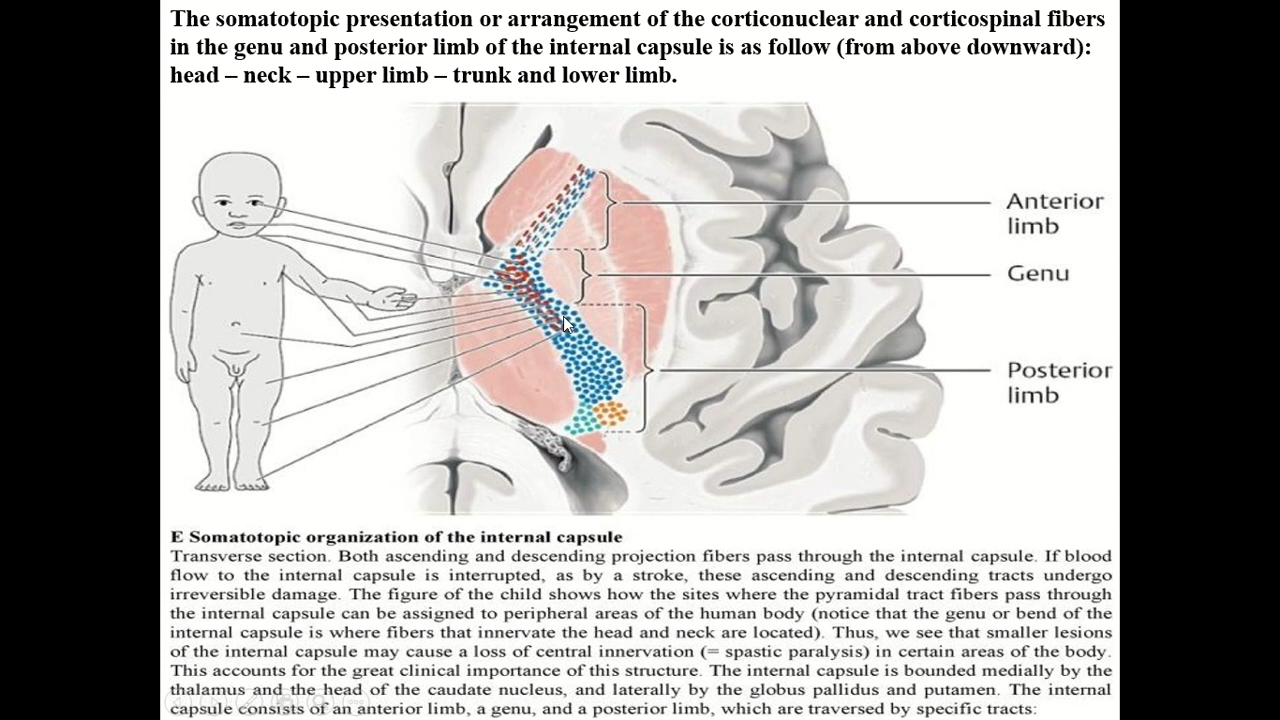 The somatotopic presentation or arrangement of the corticonuclear and corticospinal fibers
in the genu and posterior limb of the internal capsule is as follow (from above downward):
head – neck – upper limb – trunk and lower limb.
Anterior
limb
Genu
Posterior
limb
E Somatotopic organization of the internal capsule
Transverse section. Both ascending and descending projection fibers pass through the internal capsule. If blood
flow to the internal capsule is interrupted, as by a stroke, these ascending and descending tracts undergo
irreversible damage. The figure of the child shows how the sites where the pyramidal tract fibers pass through
the internal capsule can be assigned to peripheral areas of the human body (notice that the genu or bend of the
internal capsule is where fibers that innervate the head and neck are located). Thus, we see that smaller lesions
of the internal capsule may cause a loss of central innervation (= spastic paralysis) in certain areas of the body.
This accounts for the great clinical importance of this structure. The internal capsule is bounded medially by the
thalamus and the head of the caudate nucleus, and laterally by the globus pallidus and putamen. The internal
capsule consists of an anterior limb, a genu, and a posterior limb, which are traversed by specific tracts: